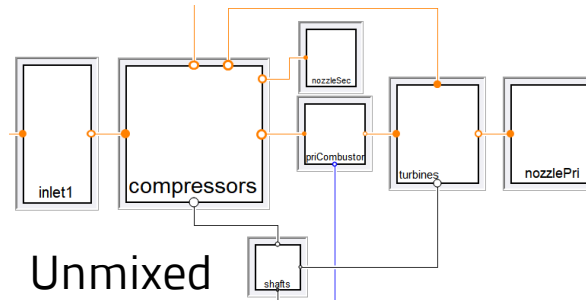 nozzleSec
priCombustor
inlet1
compressors
turbines
nozzlePri
Unmixed
shafts